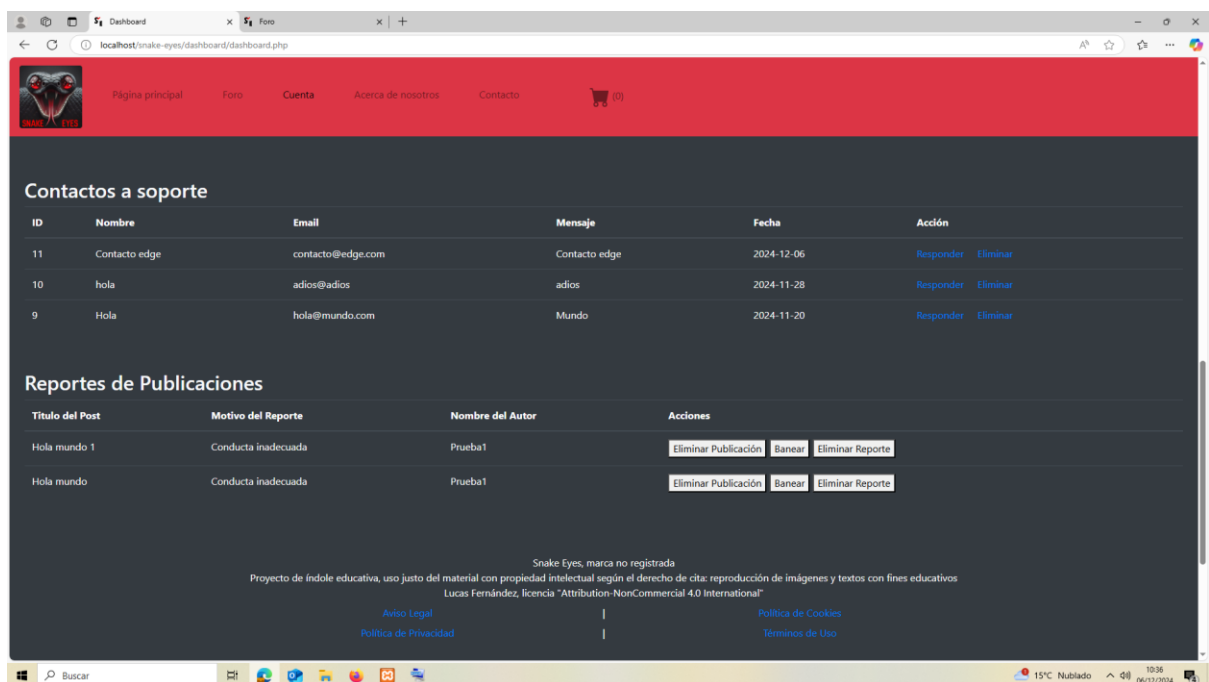 Dashboard
Foro
localhost/snake-eyes/dashboard/dashboard.php
SNAKE EYES
Página principal Foro Cuenta Acerca de nosotros Contacto (0)
Contactos a soporte
ID Nombre Email Mensaje Fecha Acción
11 Contacto edge contacto@edge.com Contacto edge 2024-12-06 Responder Eliminar
10 hola adios@adios adios 2024-11-28 Responder Eliminar
9 Hola hola@mundo.com Mundo 2024-11-20 Responder Eliminar
Reportes de Publicaciones
Título del Post Motivo del Reporte Nombre del Autor Acciones
Hola mundo 1 Conducta inadecuada Prueba1 Eliminar Publicación Banear Eliminar Reporte
Hola mundo Conducta inadecuada Prueba1 Eliminar Publicación Banear Eliminar Reporte
Snake Eyes, marca no registrada
Proyecto de índole educativa, uso justo del material con propiedad intelectual según el derecho de cita: reproducción de imágenes y textos con fines educativos
Lucas Fernández, licencia "Attribution-NonCommercial 4.0 International"
Aviso Legal | Política de Cookies
Política de Privacidad | Términos de Uso
Buscar 15°C Nublado 10:36
06/12/2024